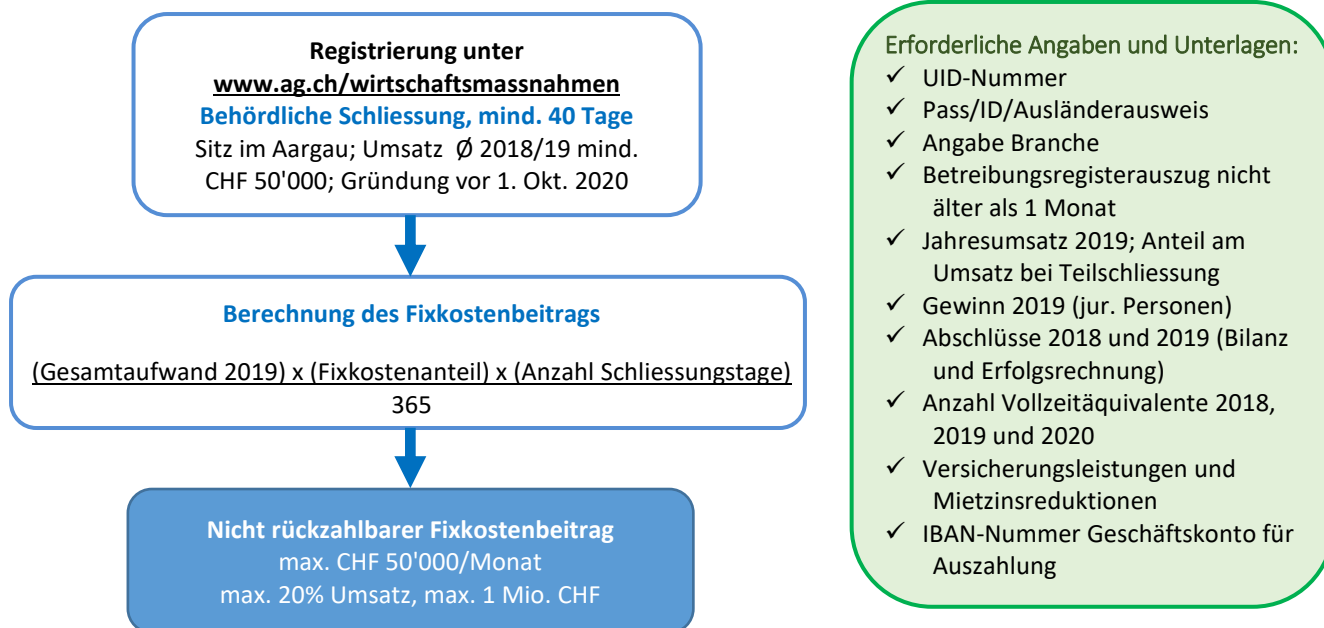 Registrierung unter
www.ag.ch/wirtschaftsmassnahmen
Behördliche Schliessung, mind. 40 Tage
Sitz im Aargau; Umsatz Ø 2018/19 mind.
CHF 50'000; Gründung vor 1. Okt. 2020
Berechnung des Fixkostenbeitrags
(Gesamtaufwand 2019) x (Fixkostenanteil) x (Anzahl Schliessungstage)
365
Nicht rückzahlbarer Fixkostenbeitrag
max. CHF 50'000/Monat
max. 20% Umsatz, max. 1 Mio. CHF
Erforderliche Angaben und Unterlagen:
✓ UID-Nummer
✓ Pass/ID/Ausländerausweis
✓ Angabe Branche
✓ Betreibungsregisterauszug nicht
älter als 1 Monat
✓ Jahresumsatz 2019; Anteil am
Umsatz bei Teilschliessung
✓ Gewinn 2019 (jur. Personen)
✓ Abschlüsse 2018 und 2019 (Bilanz
und Erfolgsrechnung)
✓ Anzahl Vollzeitäquivalente 2018,
2019 und 2020
✓ Versicherungsleistungen und
Mietzinsreduktionen
✓ IBAN-Nummer Geschäftskonto für
Auszahlung